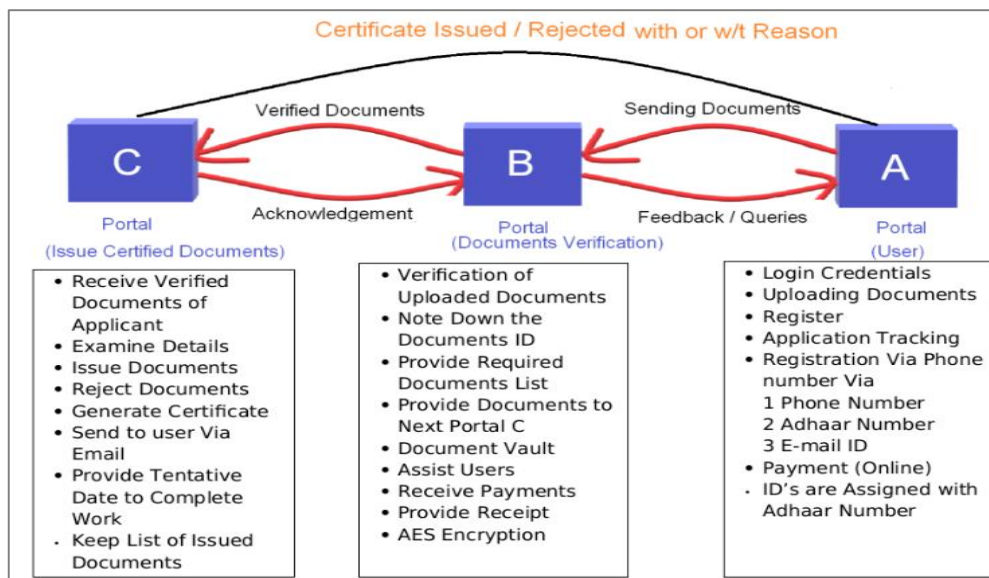 Certificate Issued / Rejected with or w/t Reason
Verified Documents
Sending Documents
C
B
A
Acknowledgement
Feedback / Queries
Portal
(Issue Certified Documents)
Portal
(Documents Verification)
Portal
(User)
• Receive Verified
Documents of
Applicant
• Examine Details
• Issue Documents
• Reject Documents
• Generate Certificate
• Send to user Via
Email
• Provide Tentative
Date to Complete
Work
• Keep List of Issued
Documents
• Verification of
Uploaded Documents
• Note Down the
Documents ID
• Provide Required
Documents List
• Provide Documents to
Next Portal C
• Document Vault
• Assist Users
• Receive Payments
• Provide Receipt
• AES Encryption
• Login Credentials
• Uploading Documents
• Register
• Application Tracking
• Registration Via Phone
number Via
1 Phone Number
2 Adhaar Number
3 E-mail ID
• Payment (Online)
• ID's are Assigned with
Adhaar Number